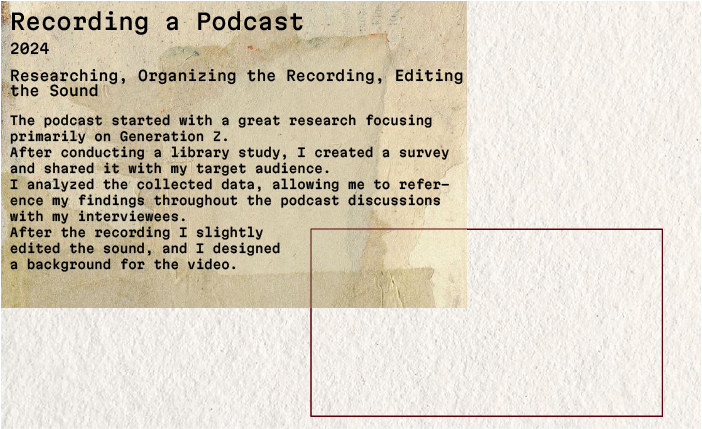 Recording a Podcast
2024
Researching, Organizing the Recording, Editing
the Sound
The podcast started with a great research focusing
primarily on Generation Z.
After conducting a library study, I created a survey
and shared it with my target audience.
I analyzed the collected data, allowing me to refer-
ence my findings throughout the podcast discussions
with my interviewees.
After the recording I slightly
edited the sound, and I designed
a background for the video.